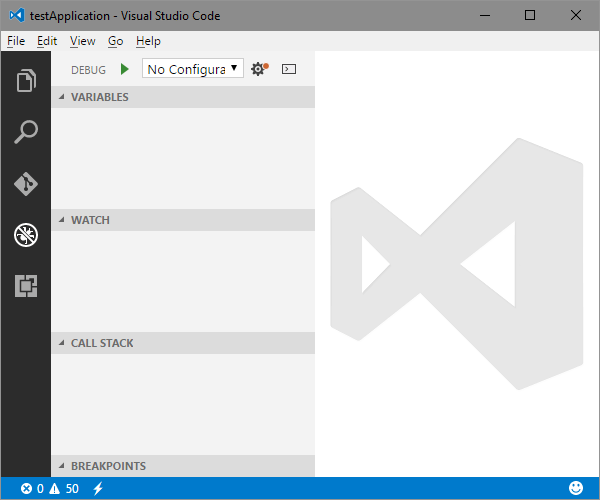 testApplication - Visual Studio Code
File Edit View Go Help
DEBUG No Configura
VARIABLES
WATCH
CALL STACK
BREAKPOINTS
0 50